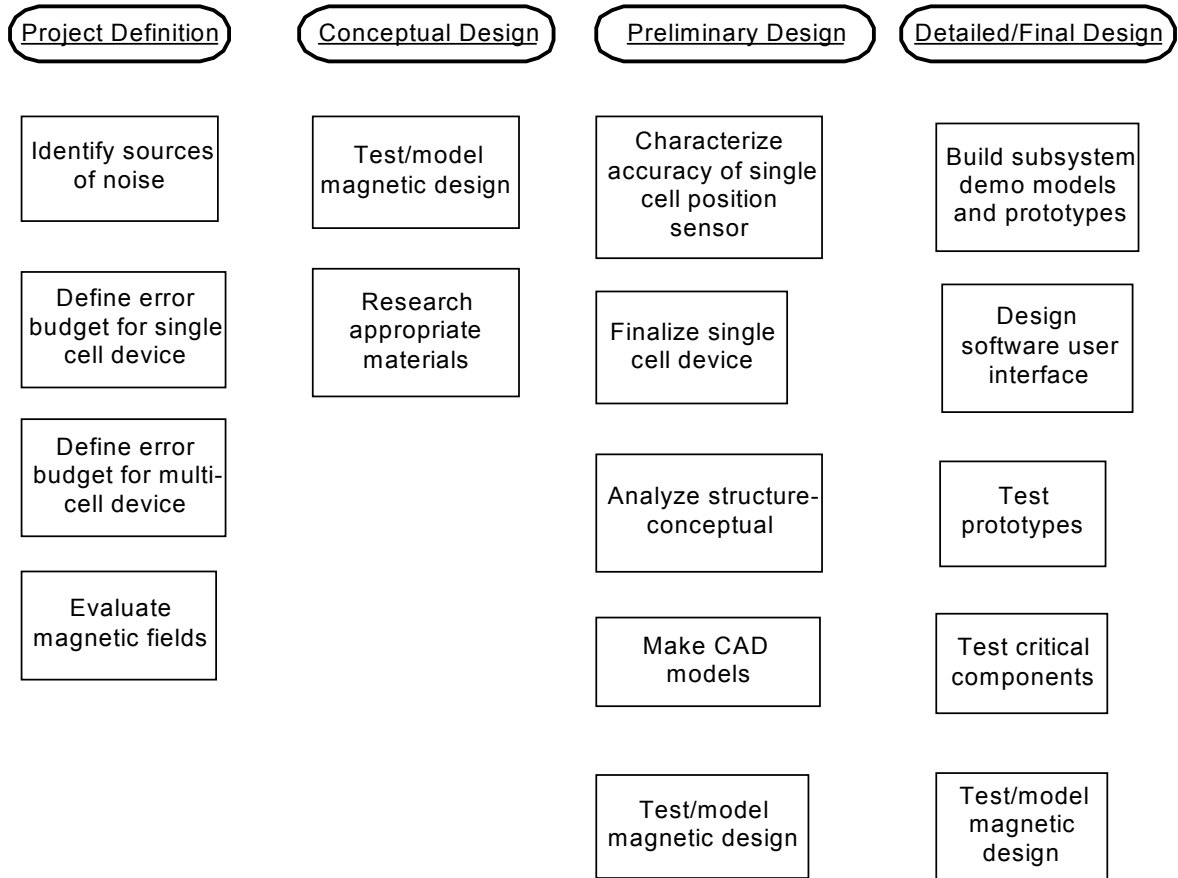 Project Definition
Identify sources
of noise
Define error
budget for single
cell device
Define error
budget for multi-
cell device
Evaluate
magnetic fields
Conceptual Design
Test/model
magnetic design
Research
appropriate
materials
Preliminary Design
Characterize
accuracy of single
cell position
sensor
Finalize single
cell device
Analyze structure-
conceptual
Make CAD
models
Test/model
magnetic design
Detailed/Final Design
Build subsystem
demo models
and prototypes
Design
software user
interface
Test
prototypes
Test critical
components
Test/model
magnetic
design